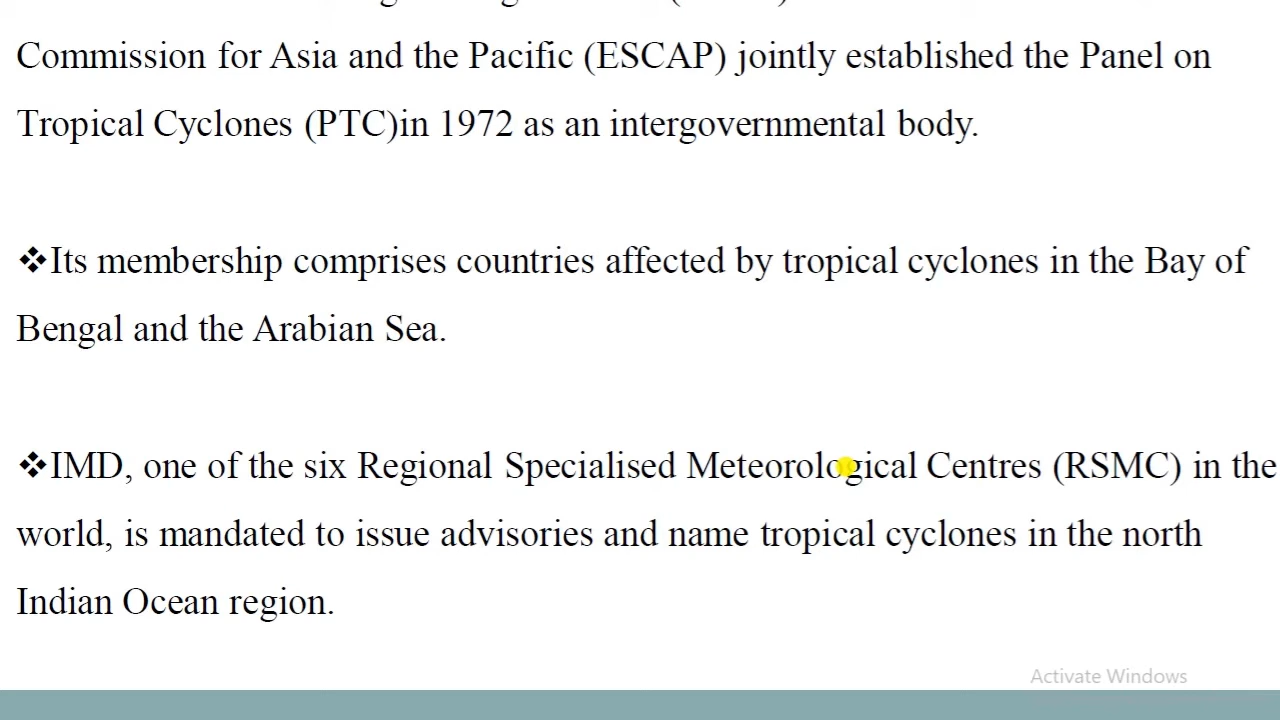 Commission for Asia and the Pacific (ESCAP) jointly established the Panel on
Tropical Cyclones (PTC)in 1972 as an intergovernmental body.
❖Its membership comprises countries affected by tropical cyclones in the Bay of
Bengal and the Arabian Sea.
❖IMD, one of the six Regional Specialised Meteorological Centres (RSMC) in the
world, is mandated to issue advisories and name tropical cyclones in the north
Indian Ocean region.
Activate Windows